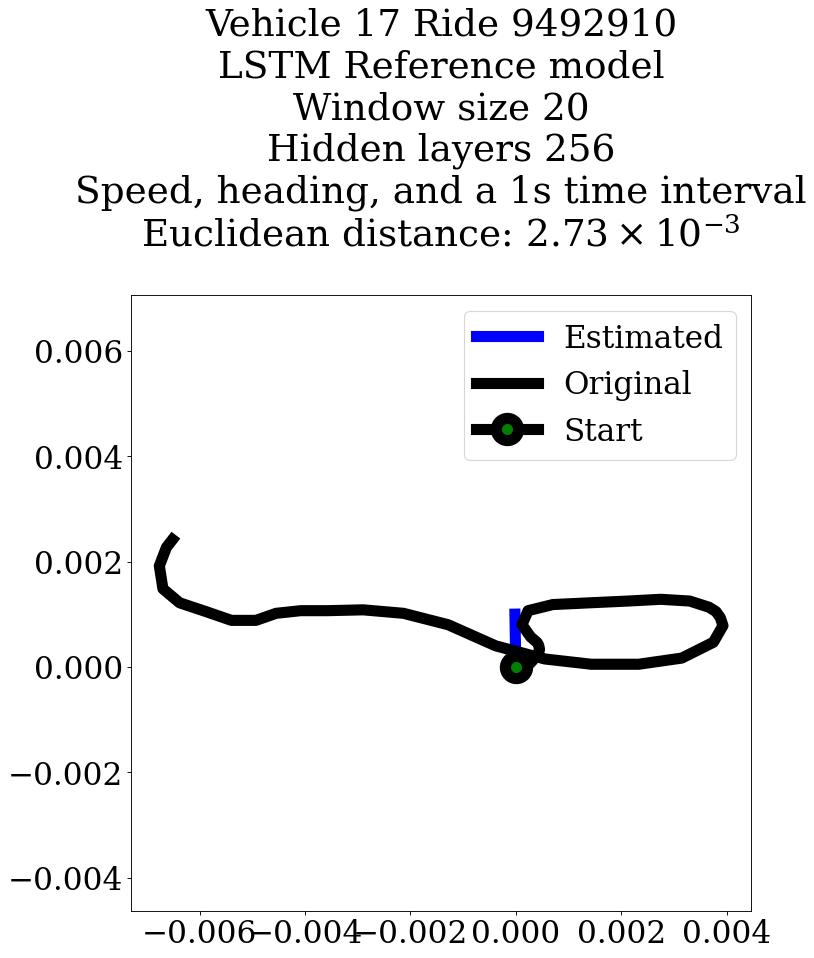 Vehicle 17 Ride 9492910
LSTM Reference model
Window size 20
Hidden layers 256
Speed, heading, and a 1s time interval
Euclidean distance: 2.73 × 10⁻³
Estimated
Original
Start
0.006
0.004
0.002
0.000
−0.002
−0.004
−0.006 −0.004 −0.002 0.000 0.002 0.004